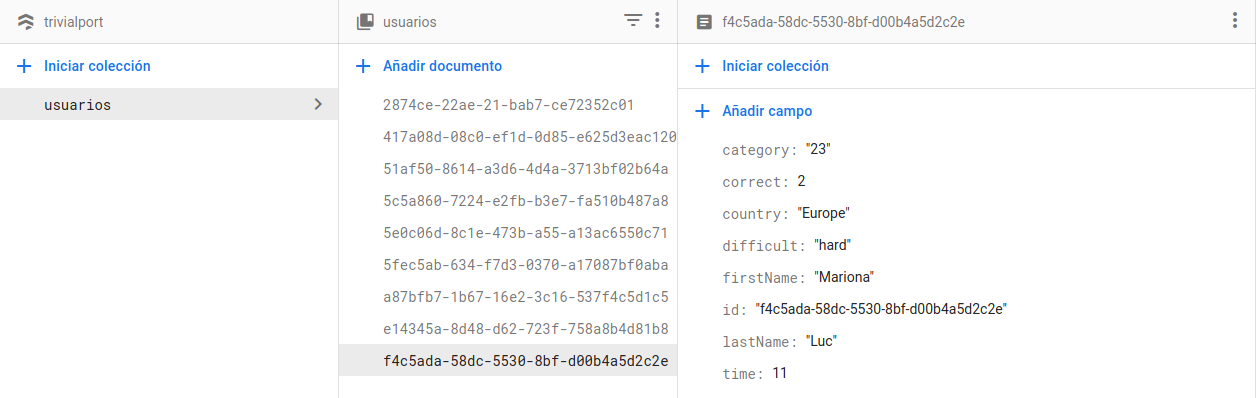 trivialport
Iniciar colección
usuarios
usuarios
Añadir documento
2874ce-22ae-21-bab7-ce72352c01
417a08d-08c0-ef1d-0d85-e625d3eac120
51af50-8614-a3d6-4d4a-3713bf02b64a
5c5a860-7224-e2fb-b3e7-fa510b487a8
5e0c06d-8c1e-473b-a55-a13ac6550c71
5fec5ab-634-f7d3-0370-a17087bf0aba
a87bfb7-1b67-16e2-3c16-537f4c5d1c5
e14345a-8d48-d62-723f-758a8b4d81b8
f4c5ada-58dc-5530-8bf-d00b4a5d2c2e
f4c5ada-58dc-5530-8bf-d00b4a5d2c2e
Iniciar colección
Añadir campo
category: "23"
correct: 2
country: "Europe"
difficult: "hard"
firstName: "Mariona"
id: "f4c5ada-58dc-5530-8bf-d00b4a5d2c2e"
lastName: "Luc"
time: 11